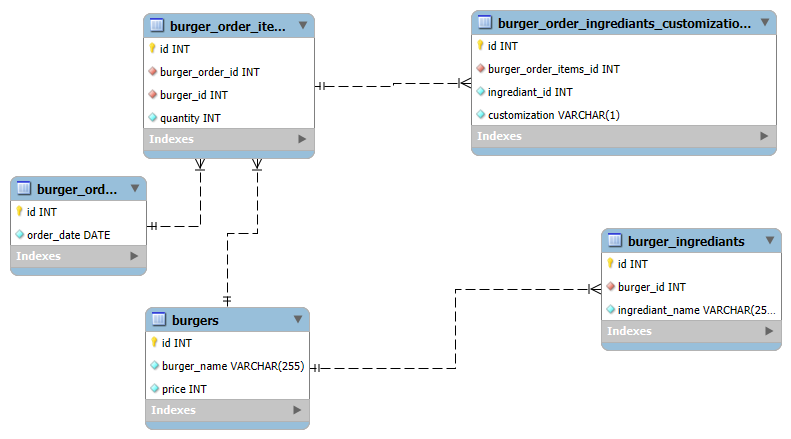 burger_order_ite...
id INT
burger_order_id INT
burger_id INT
quantity INT
Indexes
burger_order_ingrediants_customizatio...
id INT
burger_order_items_id INT
ingrediant_id INT
customization VARCHAR(1)
Indexes
burger_ord...
id INT
order_date DATE
Indexes
burger_ingrediants
id INT
burger_id INT
ingrediant_name VARCHAR(25...
Indexes
burgers
id INT
burger_name VARCHAR(255)
price INT
Indexes